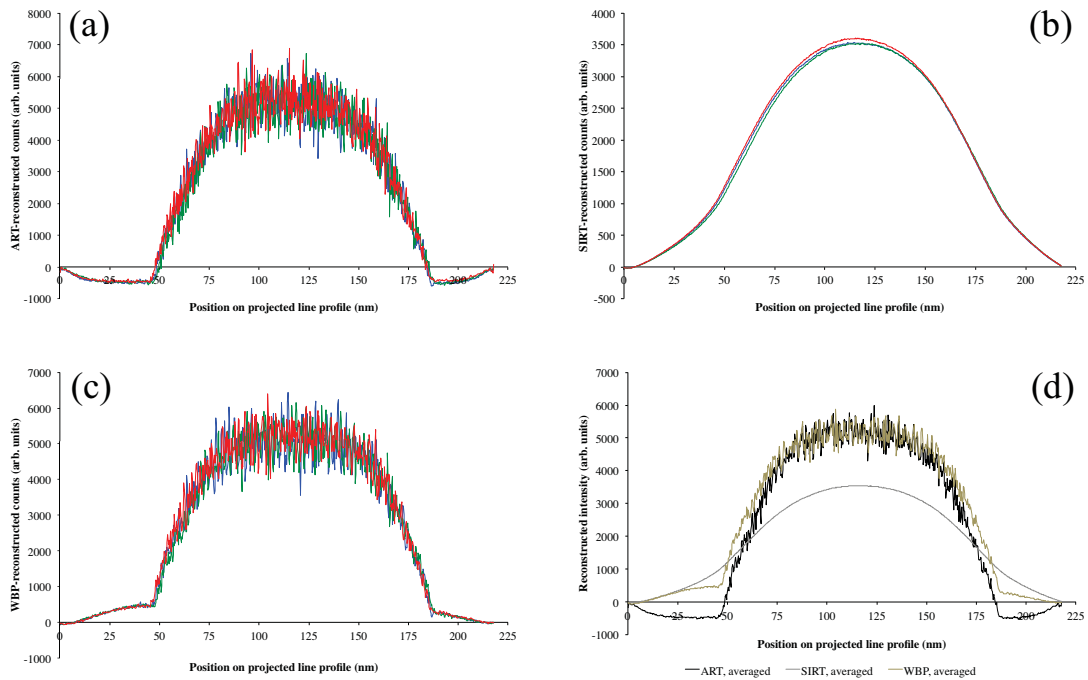 (a)
8000
7000
6000
5000
4000
3000
2000
1000
0
-1000
0 25 50 75 100 125 150 175 200 225
ART-reconstructed counts (arb. units)
Position on projected line profile (nm)
(b)
4000
3500
3000
2500
2000
1500
1000
500
0
-500
0 25 50 75 100 125 150 175 200 225
SIRT-reconstructed counts (arb. units)
Position on projected line profile (nm)
(c)
7000
6000
5000
4000
3000
2000
1000
0
-1000
0 25 50 75 100 125 150 175 200 225
WBP-reconstructed counts (arb. units)
Position on projected line profile (nm)
(d)
7000
6000
5000
4000
3000
2000
1000
0
-1000
0 25 50 75 100 125 150 175 200 225
Reconstructed intensity (arb. units)
Position on projected line profile (nm)
ART, averaged SIRT, averaged WBP, averaged